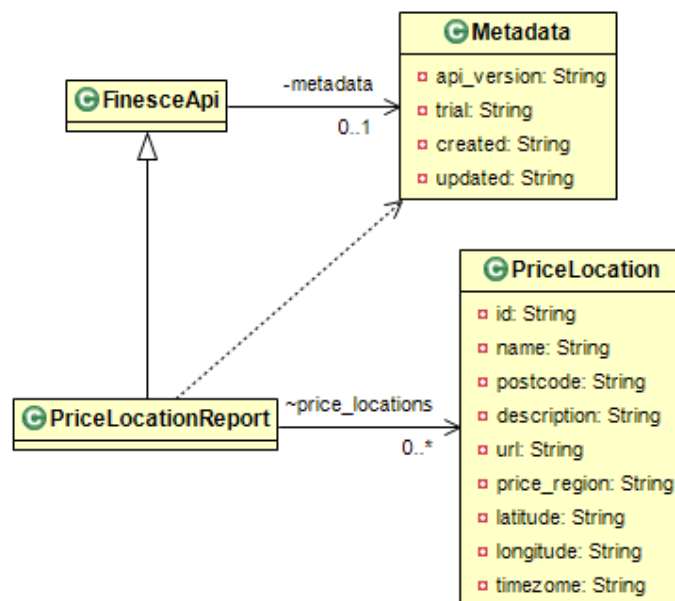 C Metadata
api_version: String
trial: String
created: String
updated: String
C FinesceApi
-metadata
0..1
C PriceLocation
id: String
name: String
postcode: String
description: String
url: String
price_region: String
latitude: String
longitude: String
timezome: String
C PriceLocationReport
~price_locations
0..*